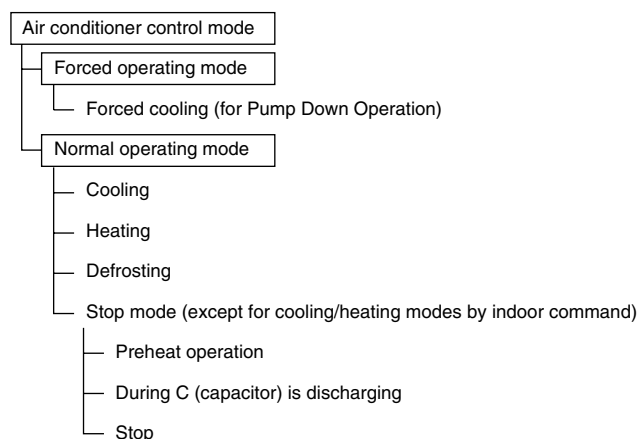 Air conditioner control mode
Forced operating mode
Forced cooling (for Pump Down Operation)
Normal operating mode
Cooling
Heating
Defrosting
Stop mode (except for cooling/heating modes by indoor command)
Preheat operation
During C (capacitor) is discharging
Stop